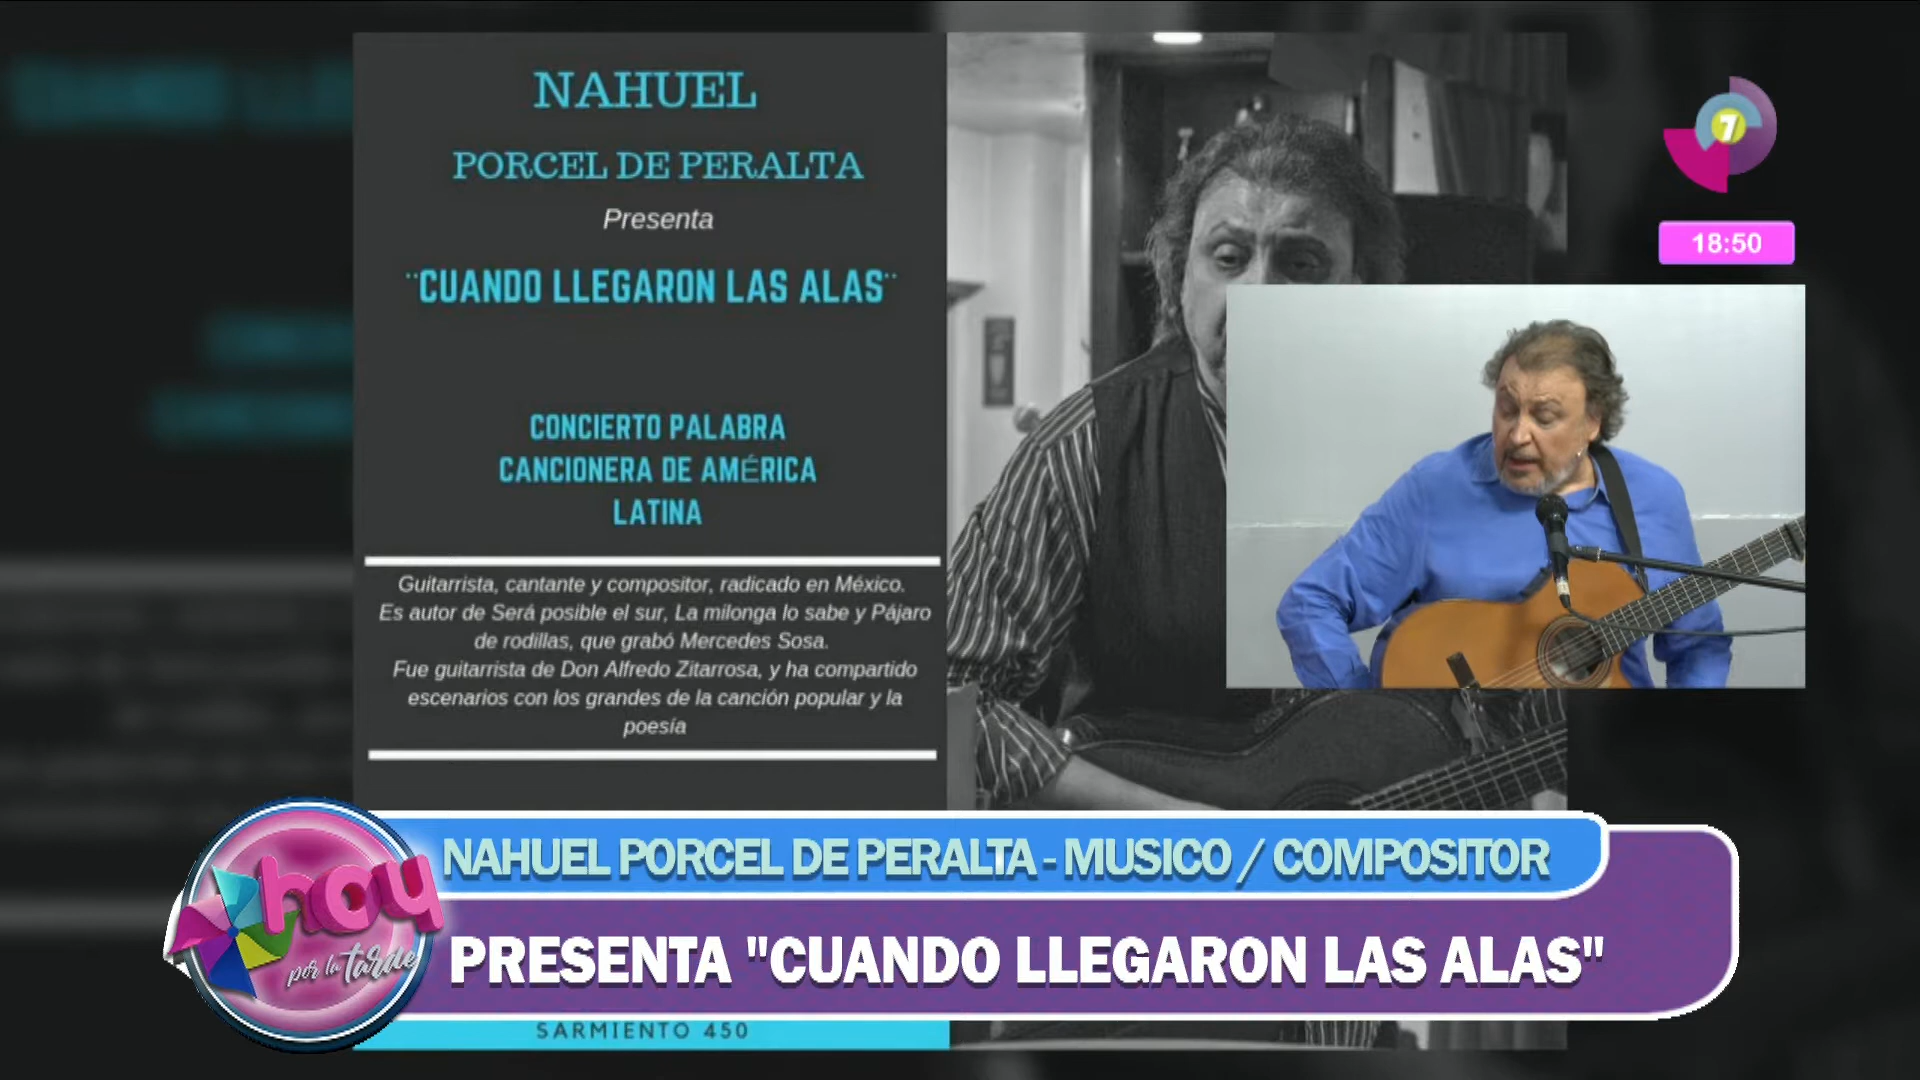 NAHUEL
PORCEL DE PERALTA
Presenta
¨CUANDO LLEGARON LAS ALAS¨
CONCIERTO PALABRA
CANCIONERA DE AMÉRICA
LATINA
Guitarrista, cantante y compositor, radicado en México.
Es autor de Será posible el sur, La milonga lo sabe y Pájaro
de rodillas, que grabó Mercedes Sosa.
Fue guitarrista de Don Alfredo Zitarrosa, y ha compartido
escenarios con los grandes de la canción popular y la
poesía
7
18:50
NAHUEL PORCEL DE PERALTA - MUSICO / COMPOSITOR
hoy
por la tarde
PRESENTA "CUANDO LLEGARON LAS ALAS"
SARMIENTO 450